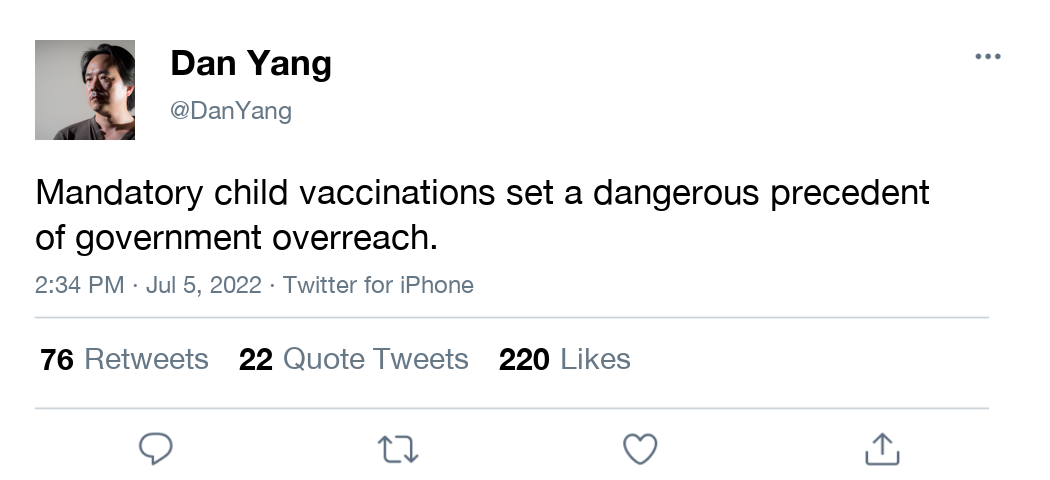 Dan Yang
@DanYang
Mandatory child vaccinations set a dangerous precedent
of government overreach.
2:34 PM · Jul 5, 2022 · Twitter for iPhone
76 Retweets 22 Quote Tweets 220 Likes